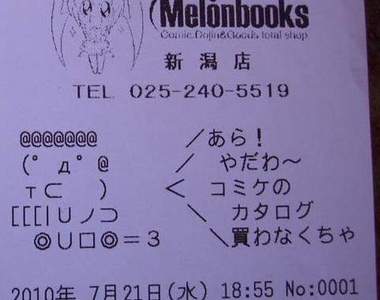 Melonbooks
Comic,Dojin&Goods total shop
新潟店
TEL 025-240-5519
@@@@@@@ ／あら！
(ﾟ д ﾟ@ ／ やだわ～
т⊂ ) ＜ コミケの
[[[|∪ノ⊃ ＼ カタログ
◎∪□◎＝３ ＼買わなくちゃ
2010年 7月21日(水) 18:55 No:0001